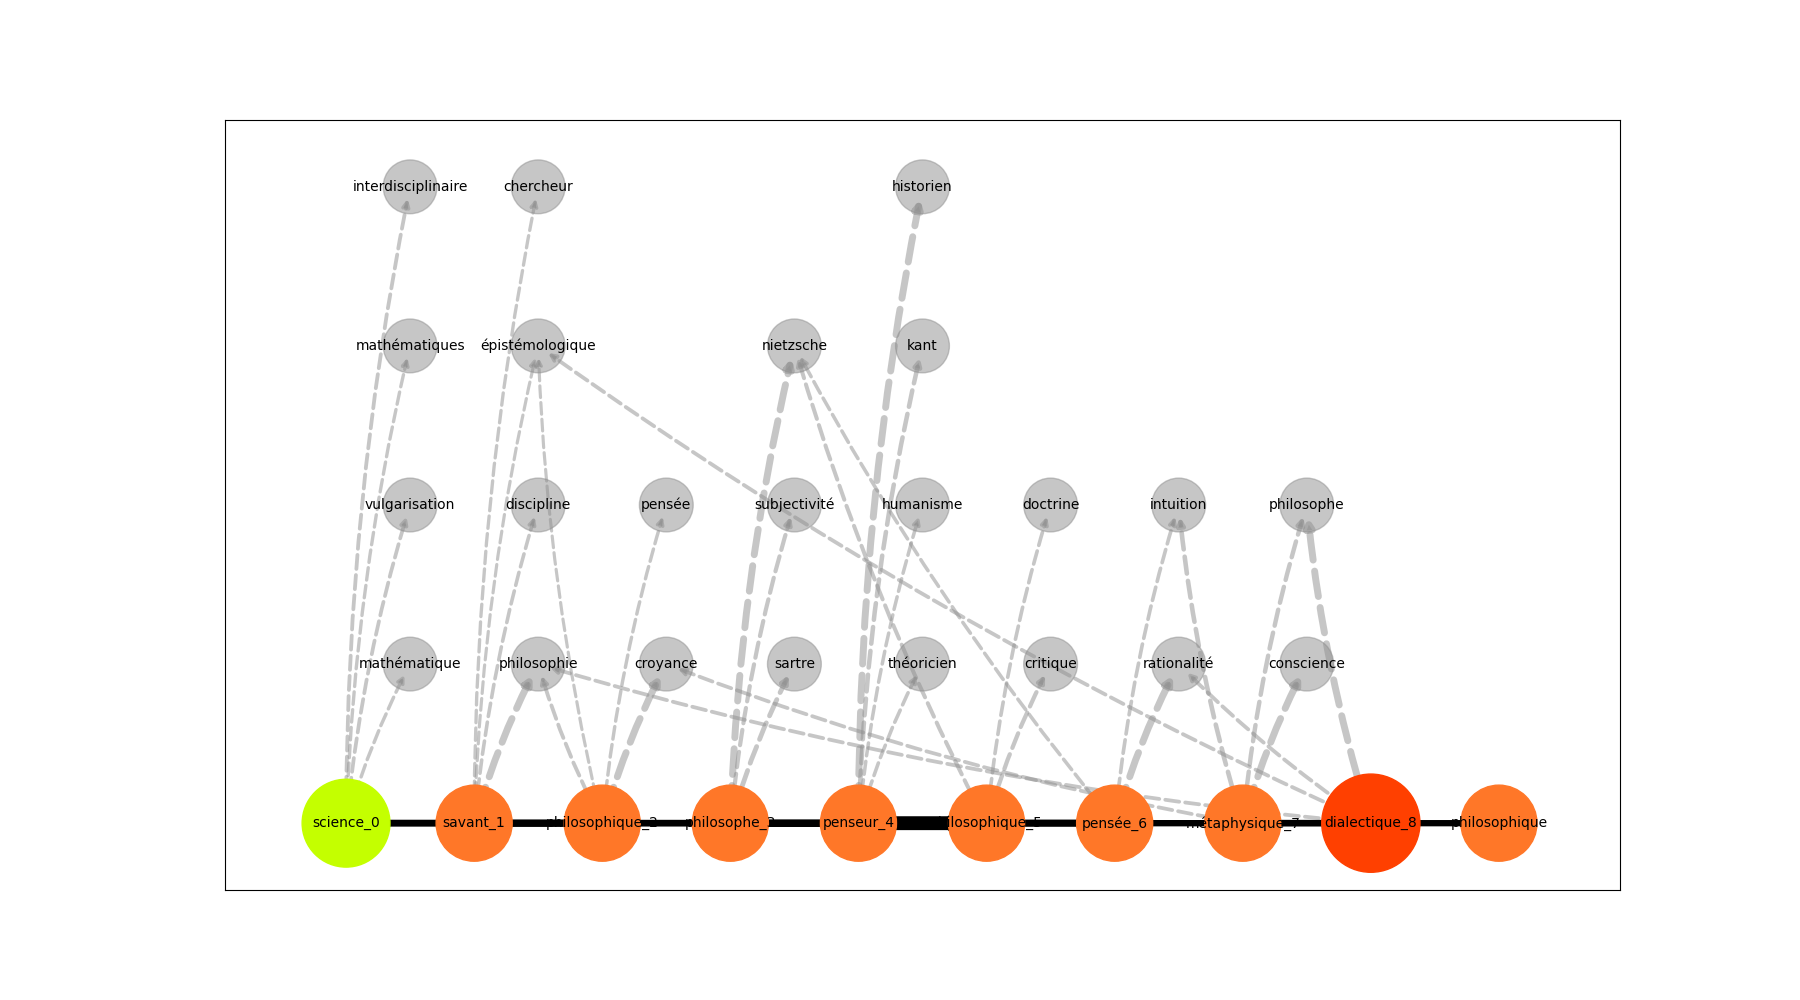 interdisciplinaire chercheur historien
mathématiques épistémologique nietzsche kant
vulgarisation discipline pensée subjectivité humanisme doctrine intuition philosophe
mathématique philosophie croyance sartre théoricien critique rationalité conscience
science_0 savant_1 philosophique_2 philosophe_3 penseur_4 philosophique_5 pensée_6 métaphysique_7 dialectique_8 philosophique